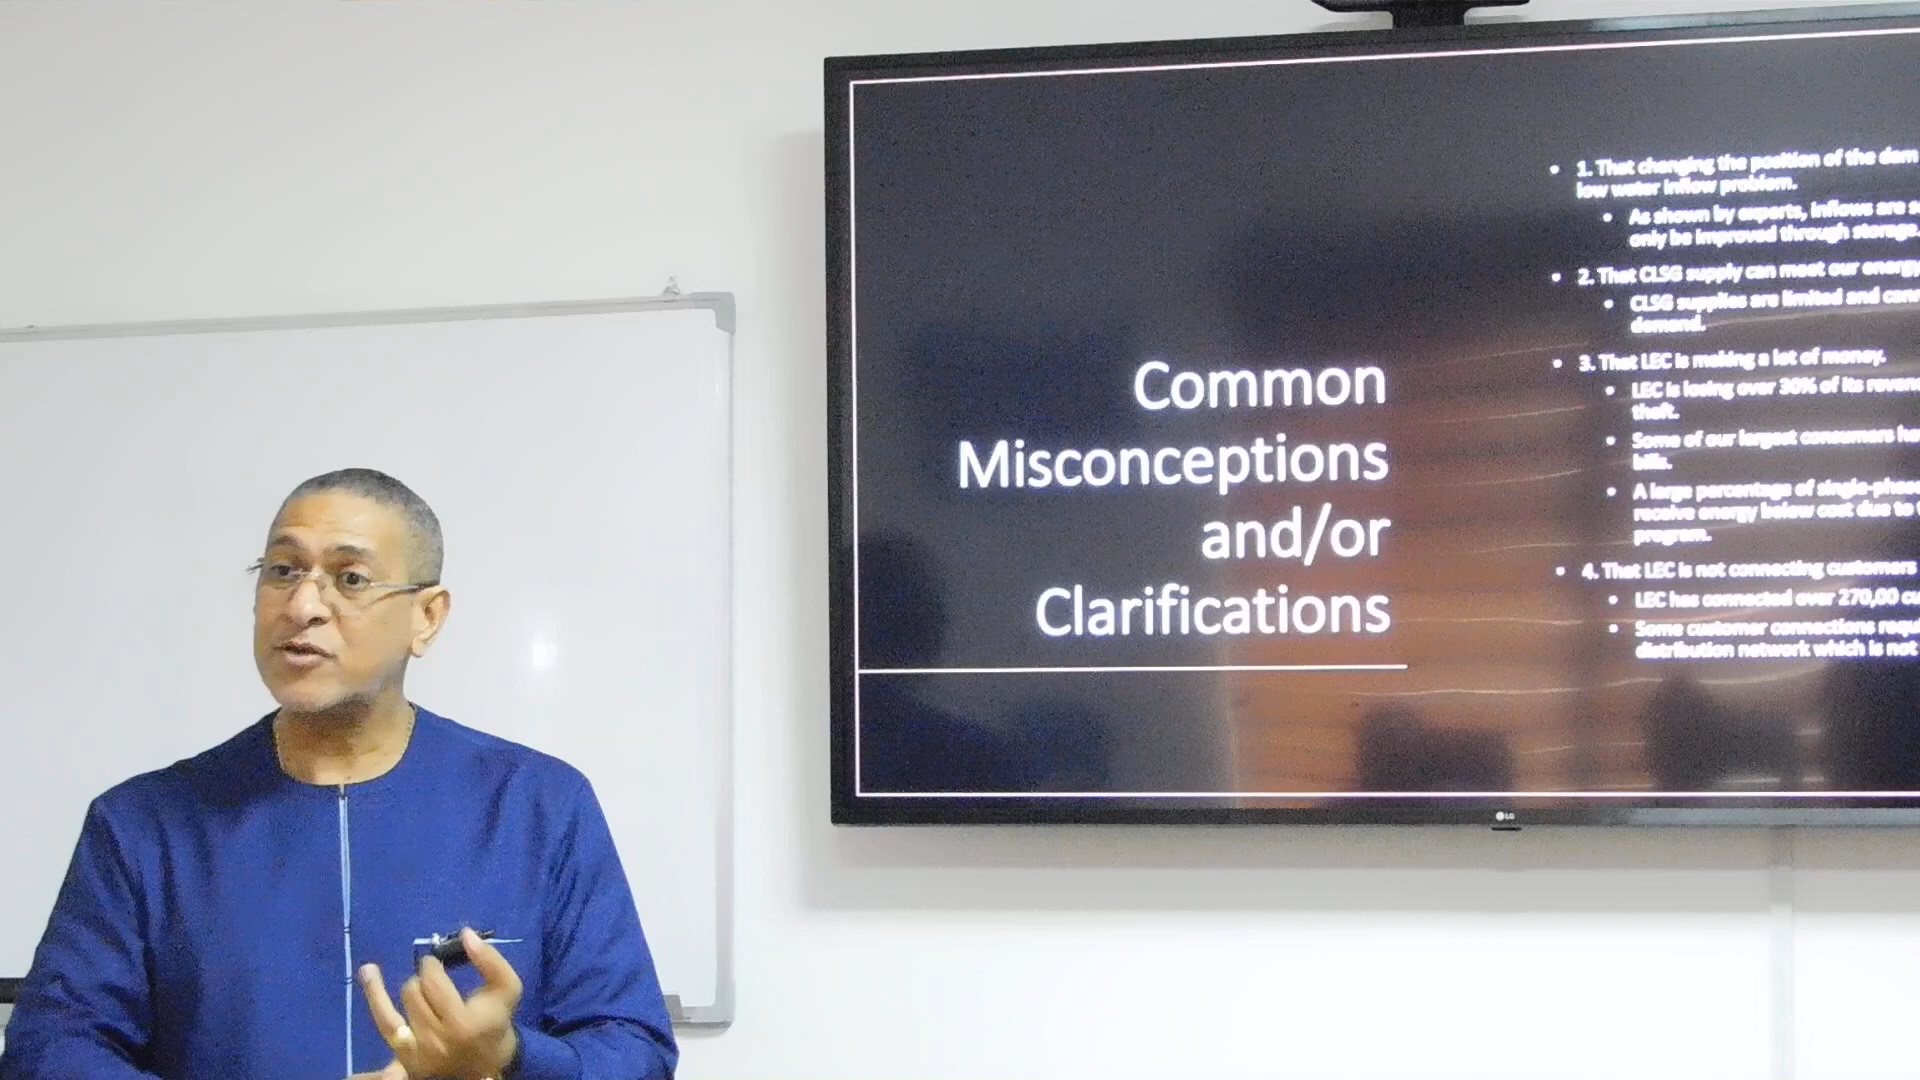 Common
Misconceptions
and/or
Clarifications
• 1. That changing the position of the dam
low water inflow problem.
• As shown by experts, inflows are
only be improved through storage.
• 2. That CLSG supply can meet our energy
• CLSG supplies are limited and
demand.
• 3. That LEC is making a lot of money.
• LEC is losing over 30% of its
theft.
• Some of our largest consumers
bills.
• A large percentage of
receive energy below cost due to
program.
• 4. That LEC is not connecting customers
• LEC has connected over 270,00
• Some customer connections
distribution network which is not
LG